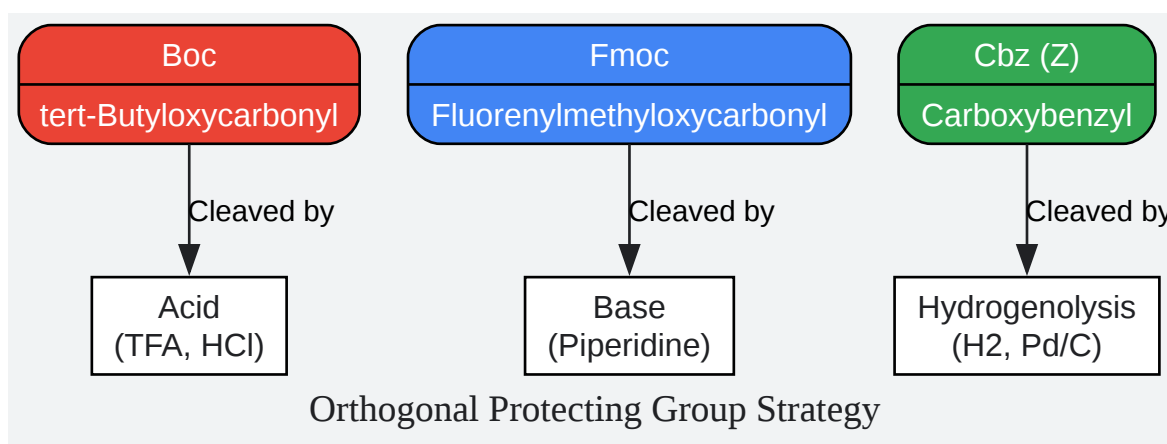 Boc
tert-Butyloxycarbonyl
Fmoc
Fluorenylmethyloxycarbonyl
Cbz (Z)
Carboxybenzyl
Cleaved by
Cleaved by
Cleaved by
Acid
(TFA, HCl)
Base
(Piperidine)
Hydrogenolysis
(H2, Pd/C)
Orthogonal Protecting Group Strategy